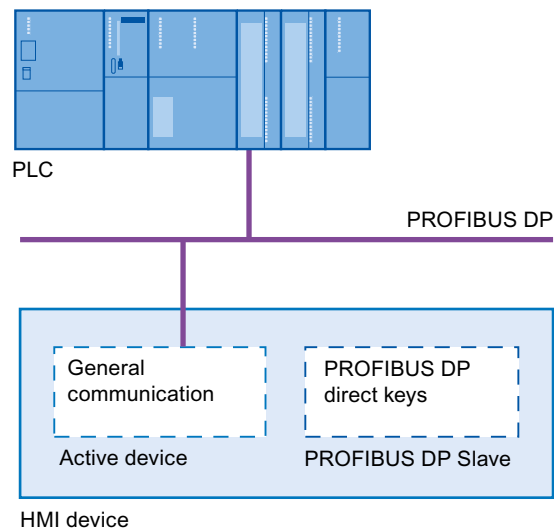 PLC
PROFIBUS DP
General
communication
PROFIBUS DP
direct keys
Active device
PROFIBUS DP Slave
HMI device